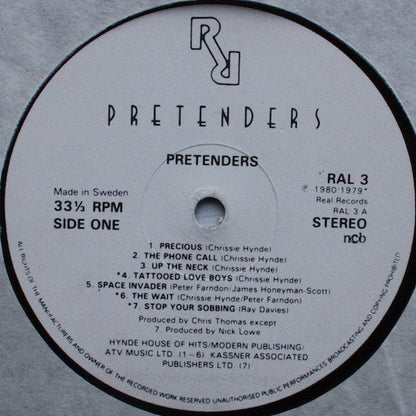 RR
PRETENDERS
PRETENDERS
Made in Sweden
33⅓ RPM
SIDE ONE
RAL 3
℗ 1980/1979*
Real Records
RAL 3 A
STEREO
ncb
1. PRECIOUS (Chrissie Hynde)
2. THE PHONE CALL (Chrissie Hynde)
3. UP THE NECK (Chrissie Hynde)
*4. TATTOOED LOVE BOYS (Chrissie Hynde)
5. SPACE INVADER (Peter Farndon/James Honeyman-Scott)
*6. THE WAIT (Chrissie Hynde/Peter Farndon)
*7. STOP YOUR SOBBING (Ray Davies)
Produced by Chris Thomas except
7. Produced by Nick Lowe
HYNDE HOUSE OF HITS/MODERN PUBLISHING/
ATV MUSIC LTD. (1–6) KASSNER ASSOCIATED
PUBLISHERS LTD. (7)
ALL RIGHTS OF THE MANUFACTURERS AND OWNER OF THE RECORDED WORK RESERVED UNAUTHORISED PUBLIC PERFORMANCE, BROADCASTING AND COPYING PROHIBITED